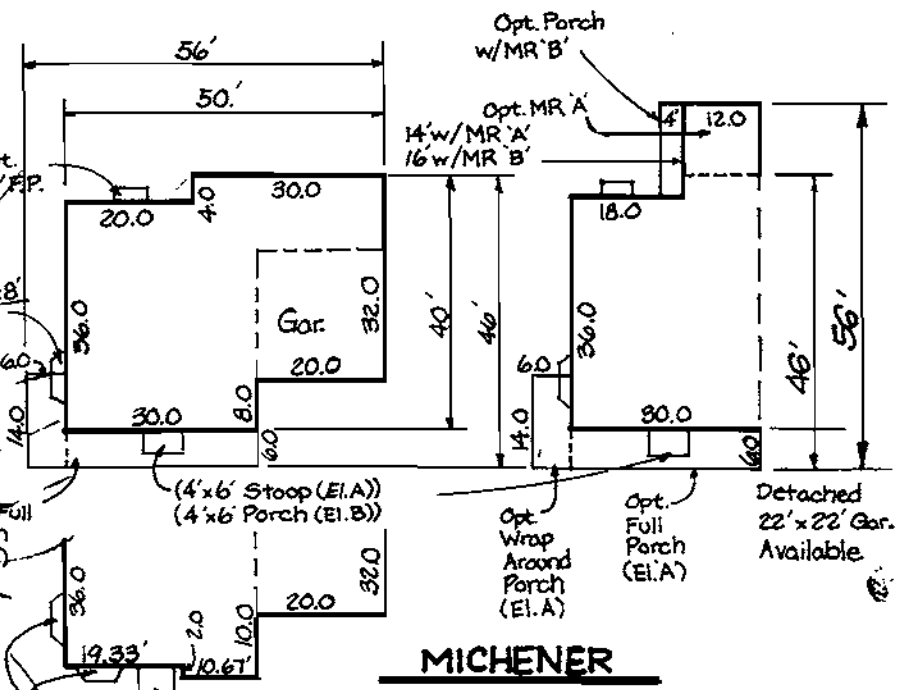 56'
50.'
Opt. Porch
w/MR 'B'
Opt. MR 'A'
14' w/MR 'A'
16' w/MR 'B'
4'
12.0
F.P.
20.0
4.0
30.0
18.0
36.0
Gar.
32.0
40'
46'
36.0
46'
56'
6.0
20.0
6.0
14.0
30.0
8.0
6.0
14.0
30.0
6.0
(4'x6' Stoop (El.A))
(4'x6' Porch (El.B))
Full
Opt.
Wrap
Around
Porch
(El.A)
Opt.
Full
Porch
(El.A)
Detached
22'x22' Gar.
Available
36.0
32.0
20.0
10.0
2.0
19.33'
10.67'
MICHENER